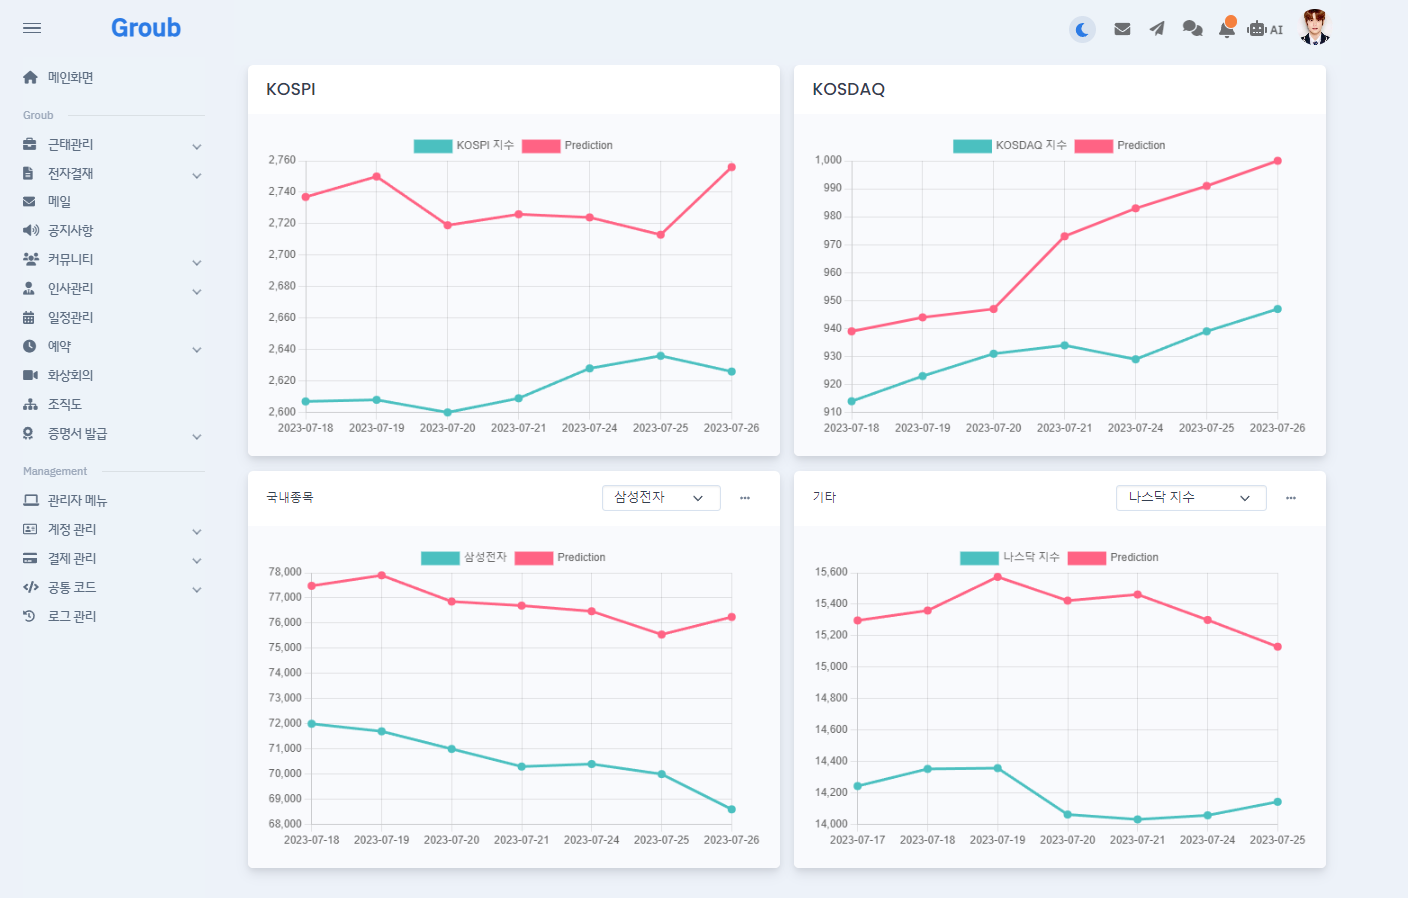 Groub
AI
메인화면
Groub
근태관리
전자결재
메일
공지사항
커뮤니티
인사관리
일정관리
예약
화상회의
조직도
증명서 발급
Management
관리자 메뉴
계정 관리
결제 관리
공통 코드
로그 관리
KOSPI
KOSPI 지수 Prediction
2,760
2,740
2,720
2,700
2,680
2,660
2,640
2,620
2,600
2023-07-18 2023-07-19 2023-07-20 2023-07-21 2023-07-24 2023-07-25 2023-07-26
KOSDAQ
KOSDAQ 지수 Prediction
1,000
990
980
970
960
950
940
930
920
910
2023-07-18 2023-07-19 2023-07-20 2023-07-21 2023-07-24 2023-07-25 2023-07-26
국내종목 삼성전자
삼성전자 Prediction
78,000
77,000
76,000
75,000
74,000
73,000
72,000
71,000
70,000
69,000
68,000
2023-07-18 2023-07-19 2023-07-20 2023-07-21 2023-07-24 2023-07-25 2023-07-26
기타 나스닥 지수
나스닥 지수 Prediction
15,600
15,400
15,200
15,000
14,800
14,600
14,400
14,200
14,000
2023-07-17 2023-07-18 2023-07-19 2023-07-20 2023-07-21 2023-07-24 2023-07-25